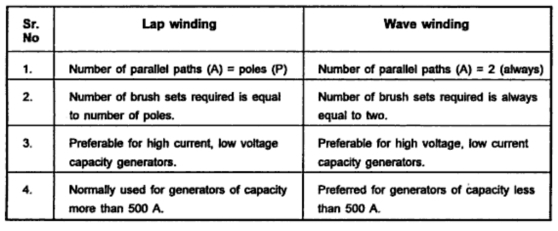 Sr. No
Lap winding
Wave winding
1.
Number of parallel paths (A) = poles (P)
Number of parallel paths (A) = 2 (always)
2.
Number of brush sets required is equal
to number of poles.
Number of brush sets required is always
equal to two.
3.
Preferable for high current, low voltage
capacity generators.
Preferable for high voltage, low current
capacity generators.
4.
Normally used for generators of capacity
more than 500 A.
Preferred for generators of capacity less
than 500 A.